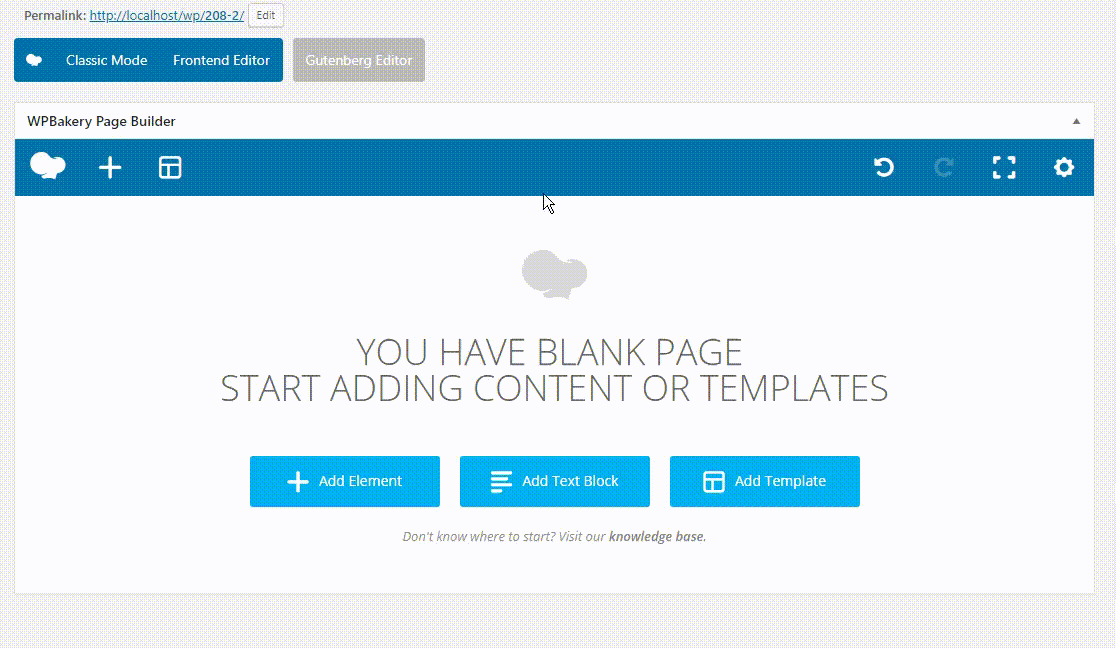 Permalink: http://localhost/wp/208-2/ Edit
Classic Mode Frontend Editor Gutenberg Editor
WPBakery Page Builder
YOU HAVE BLANK PAGE
START ADDING CONTENT OR TEMPLATES
Add Element Add Text Block Add Template
Don't know where to start? Visit our knowledge base.